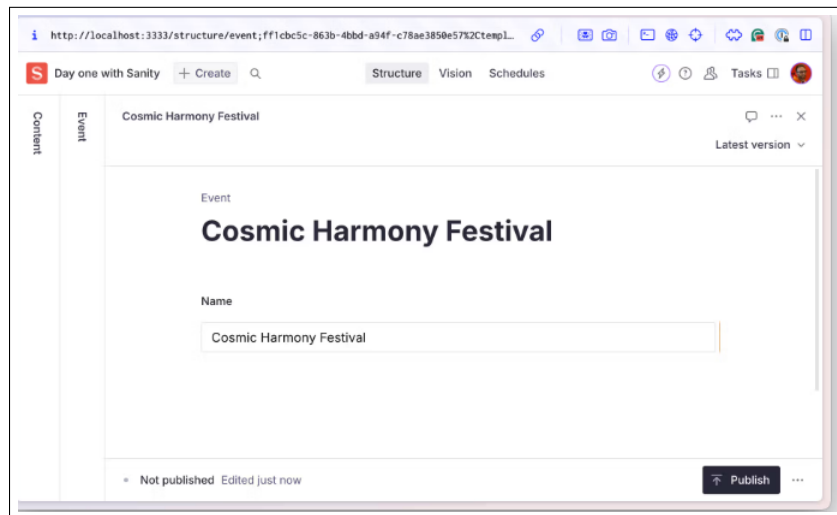 http://localhost:3333/structure/event;ff1cbc5c-863b-4bbd-a94f-c78ae3850e57%2Ctempl…
S Day one with Sanity + Create Structure Vision Schedules Tasks
Content
Event
Cosmic Harmony Festival
Latest version
Event
Cosmic Harmony Festival
Name
Cosmic Harmony Festival
Not published Edited just now Publish